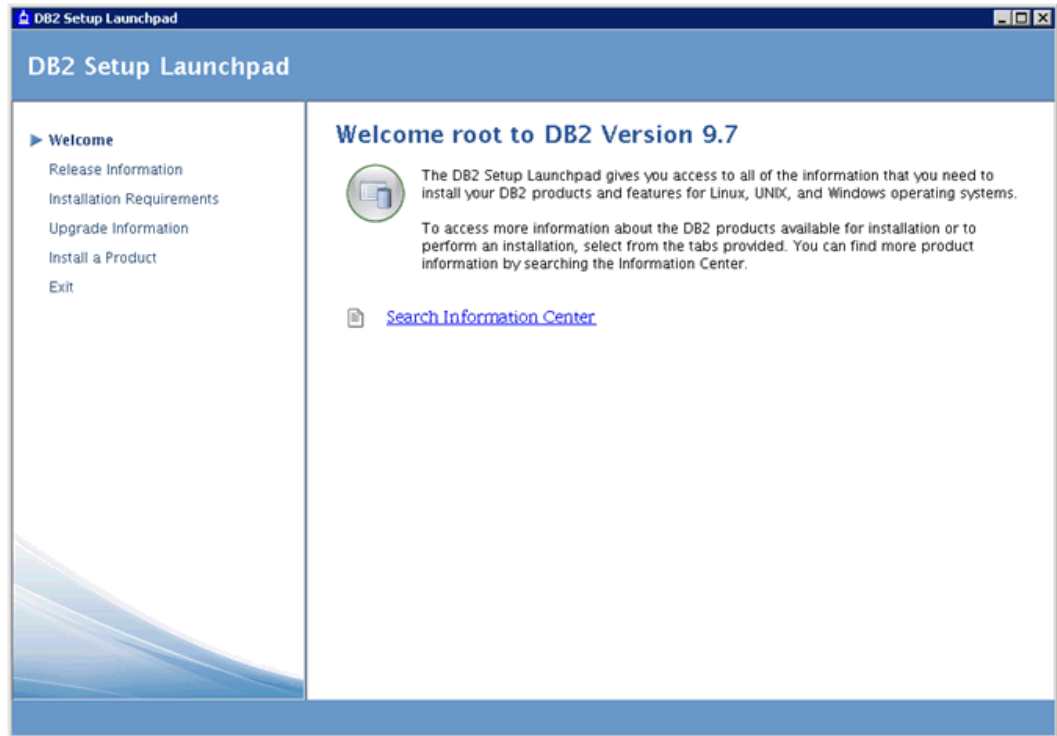 DB2 Setup Launchpad
DB2 Setup Launchpad
Welcome
Release Information
Installation Requirements
Upgrade Information
Install a Product
Exit
Welcome root to DB2 Version 9.7
The DB2 Setup Launchpad gives you access to all of the information that you need to
install your DB2 products and features for Linux, UNIX, and Windows operating systems.
To access more information about the DB2 products available for installation or to
perform an installation, select from the tabs provided. You can find more product
information by searching the Information Center.
Search Information Center